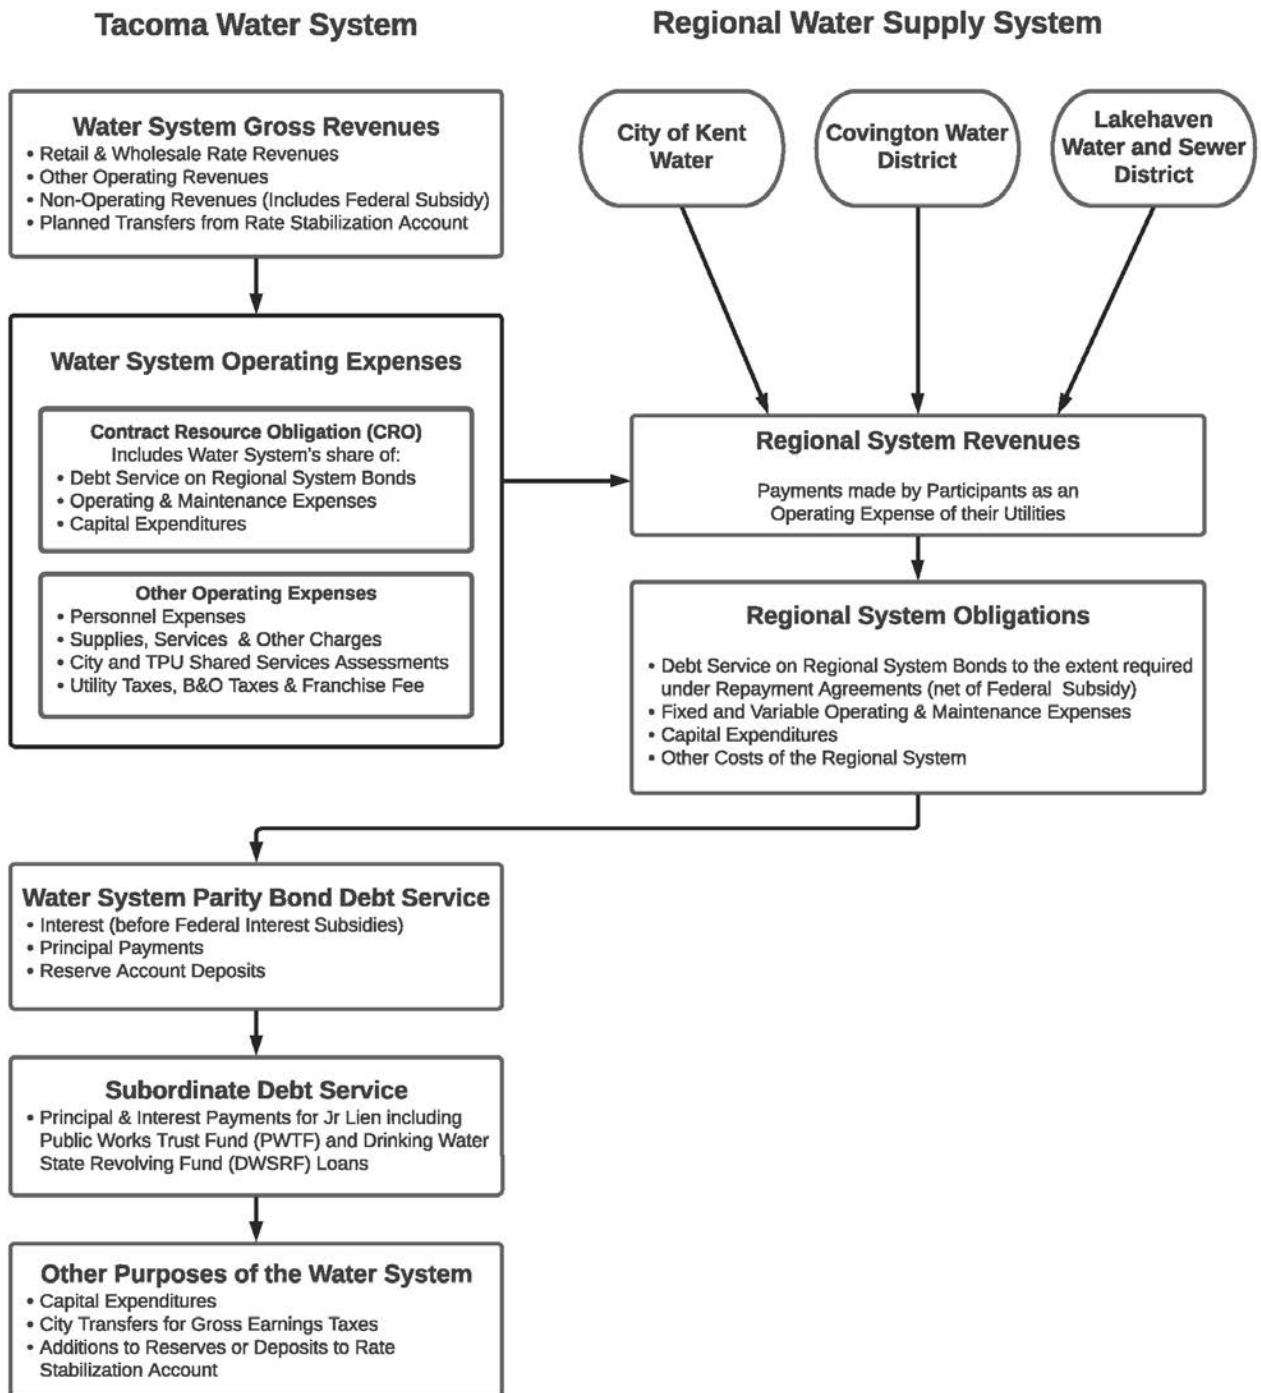 Tacoma Water System
Regional Water Supply System
Water System Gross Revenues
• Retail & Wholesale Rate Revenues
• Other Operating Revenues
• Non-Operating Revenues (Includes Federal Subsidy)
• Planned Transfers from Rate Stabilization Account
City of Kent
Water
Covington Water
District
Lakehaven
Water and Sewer
District
Water System Operating Expenses
Contract Resource Obligation (CRO)
Includes Water System's share of:
• Debt Service on Regional System Bonds
• Operating & Maintenance Expenses
• Capital Expenditures
Other Operating Expenses
• Personnel Expenses
• Supplies, Services & Other Charges
• City and TPU Shared Services Assessments
• Utility Taxes, B&O Taxes & Franchise Fee
Regional System Revenues
Payments made by Participants as an
Operating Expense of their Utilities
Regional System Obligations
• Debt Service on Regional System Bonds to the extent required
under Repayment Agreements (net of Federal Subsidy)
• Fixed and Variable Operating & Maintenance Expenses
• Capital Expenditures
• Other Costs of the Regional System
Water System Parity Bond Debt Service
• Interest (before Federal Interest Subsidies)
• Principal Payments
• Reserve Account Deposits
Subordinate Debt Service
• Principal & Interest Payments for Jr Lien including
Public Works Trust Fund (PWTF) and Drinking Water
State Revolving Fund (DWSRF) Loans
Other Purposes of the Water System
• Capital Expenditures
• City Transfers for Gross Earnings Taxes
• Additions to Reserves or Deposits to Rate
Stabilization Account